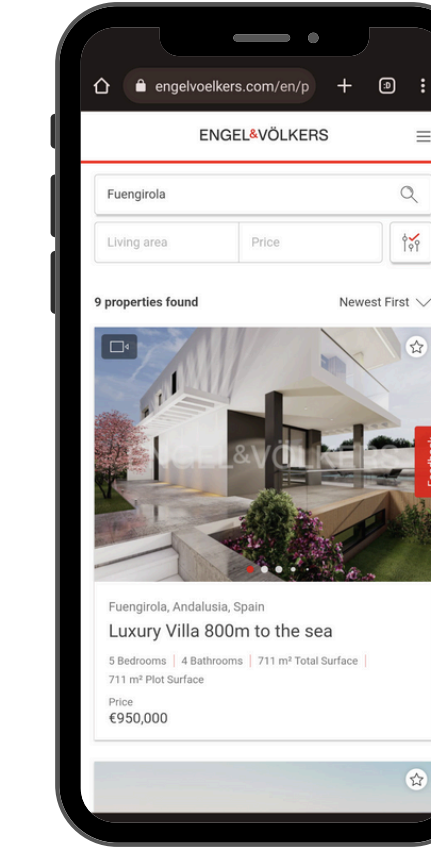 engelvoelkers.com/en/p
:D
ENGEL&VÖLKERS
Fuengirola
Living area
Price
9 properties found
Newest First
ENGEL&VÖLKERS
Feedback
Fuengirola, Andalusia, Spain
Luxury Villa 800m to the sea
5 Bedrooms | 4 Bathrooms | 711 m² Total Surface |
711 m² Plot Surface
Price
€950,000